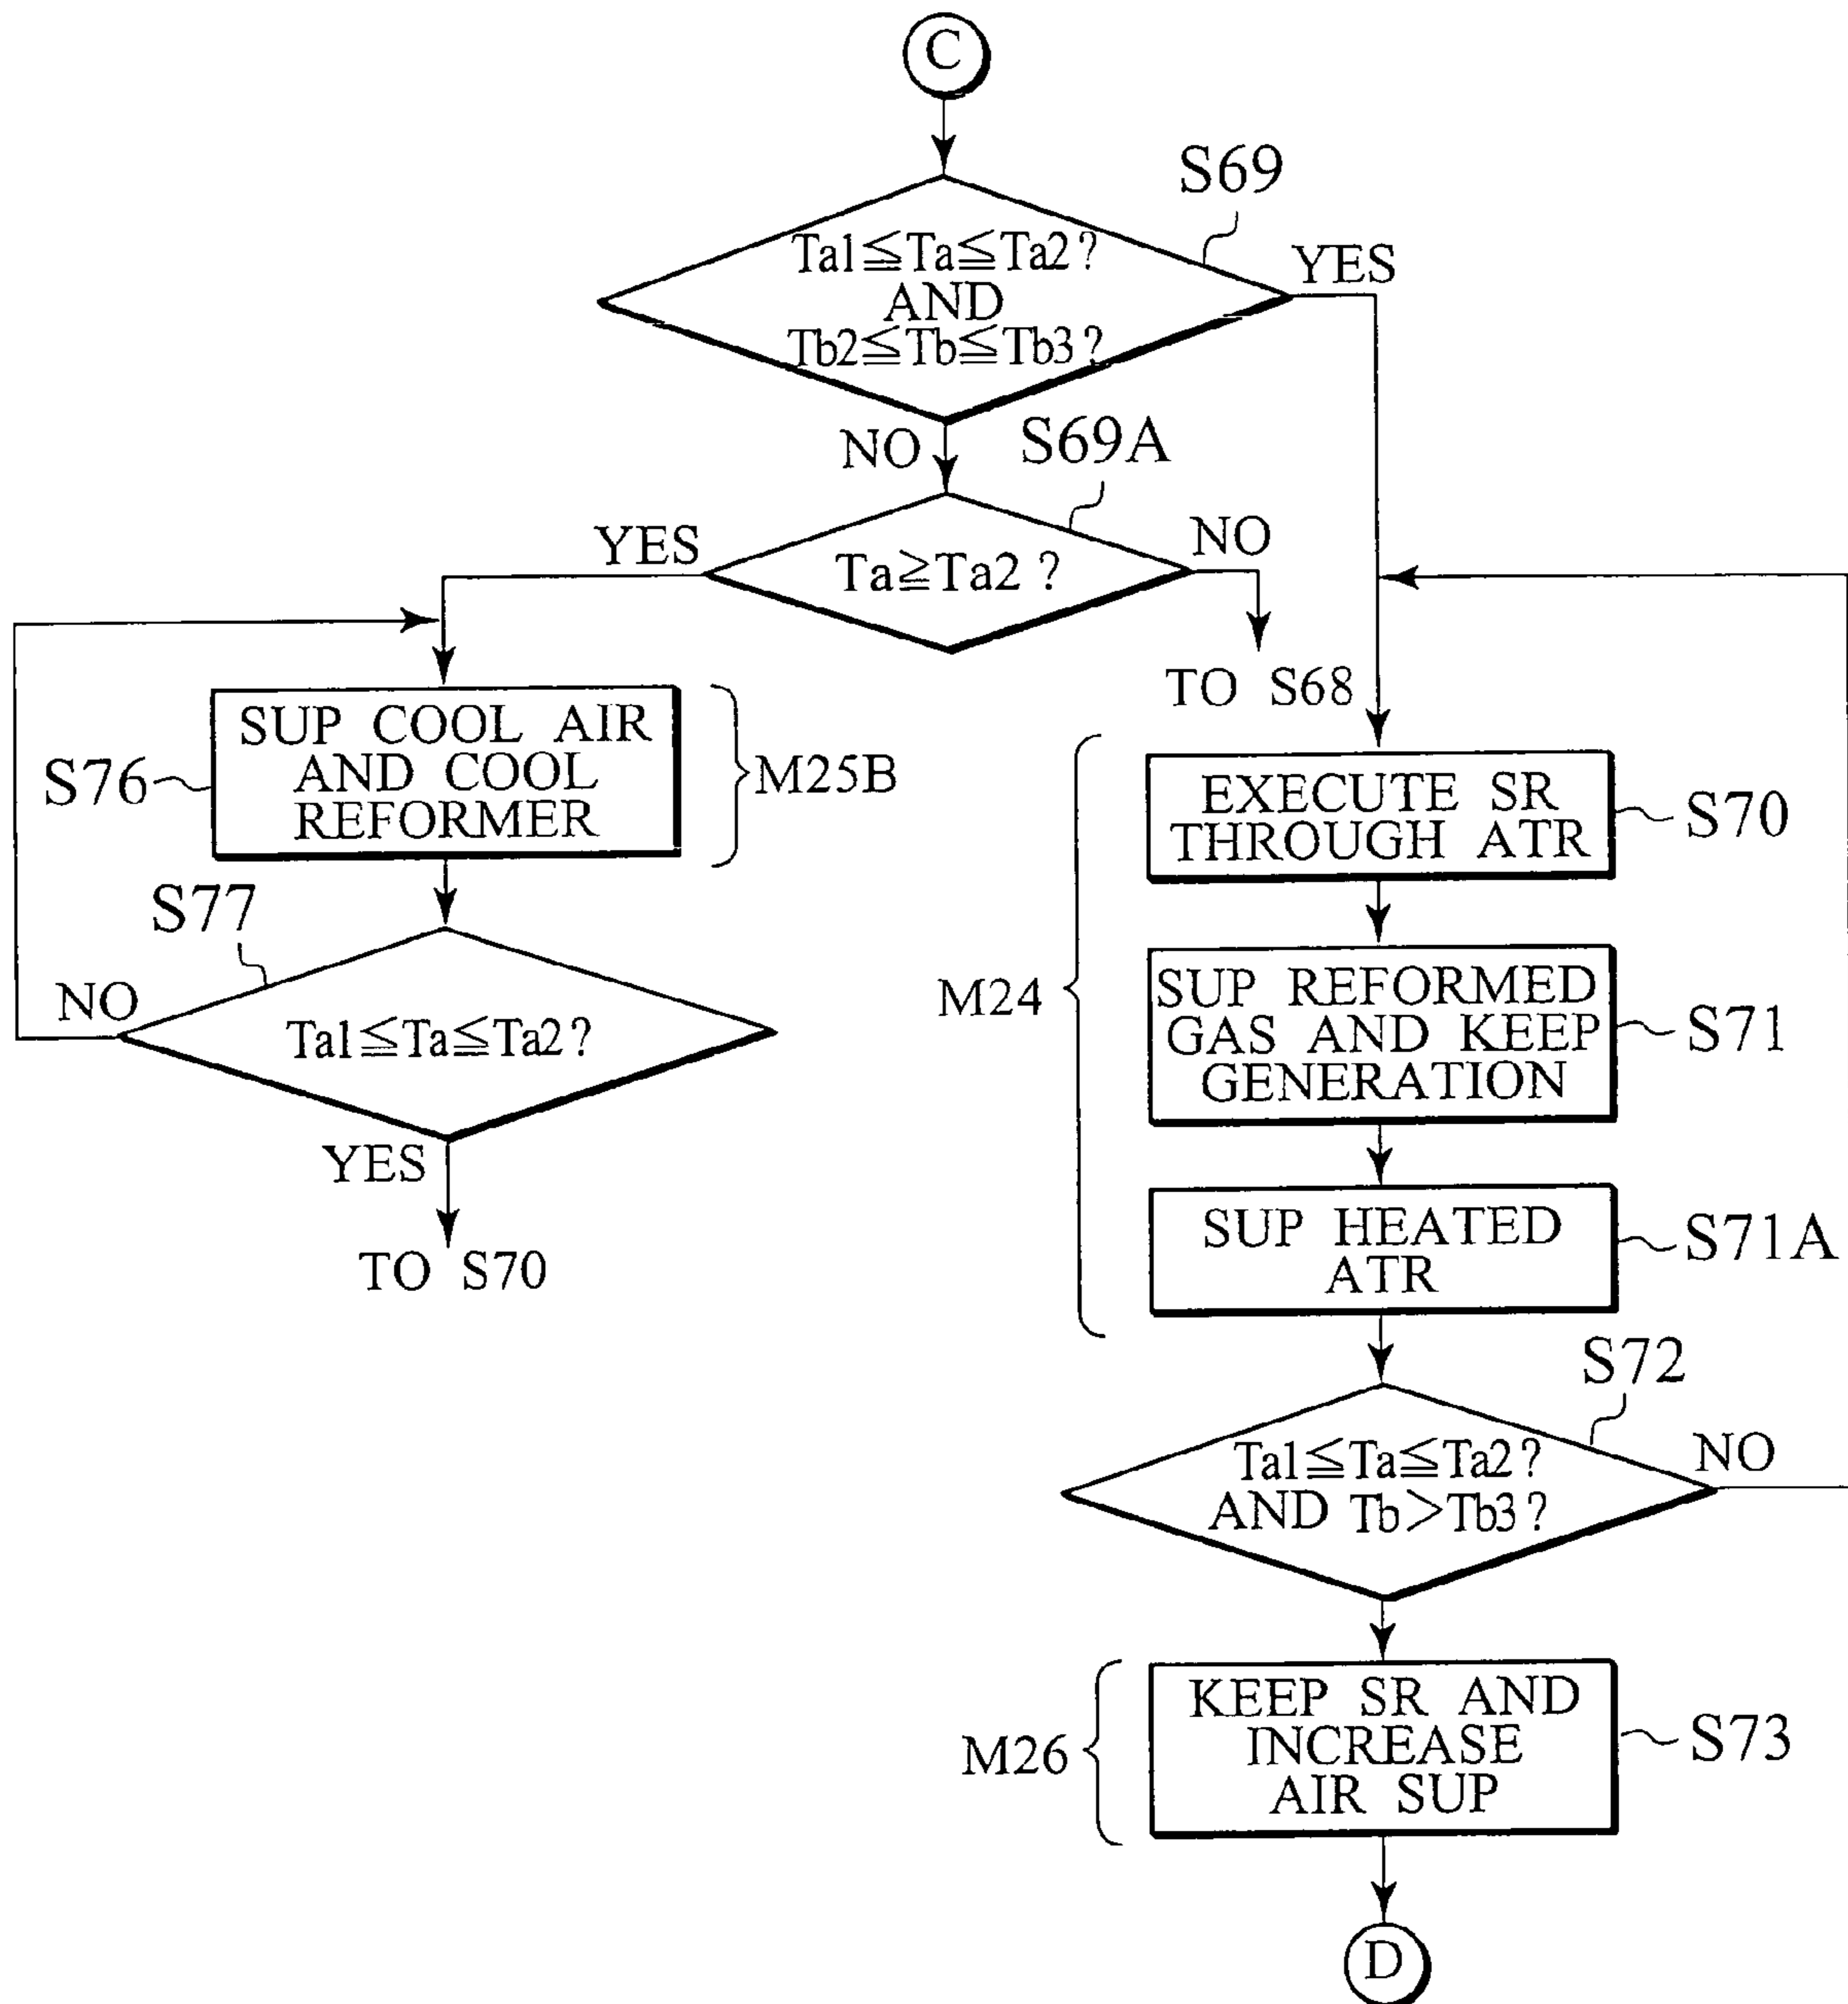 C
S69
Ta1≦Ta≦Ta2?
AND
Tb2≦Tb≦Tb3?
YES
NO
S69A
YES
Ta≧Ta2 ?
NO
TO S68
S76
SUP COOL AIR
AND COOL
REFORMER
M25B
S77
NO
Ta1≦Ta≦Ta2?
YES
TO S70
M24
EXECUTE SR
THROUGH ATR
S70
SUP REFORMED
GAS AND KEEP
GENERATION
S71
SUP HEATED
ATR
S71A
S72
Ta1≦Ta≦Ta2?
AND Tb>Tb3?
NO
M26
KEEP SR AND
INCREASE
AIR SUP
S73
D